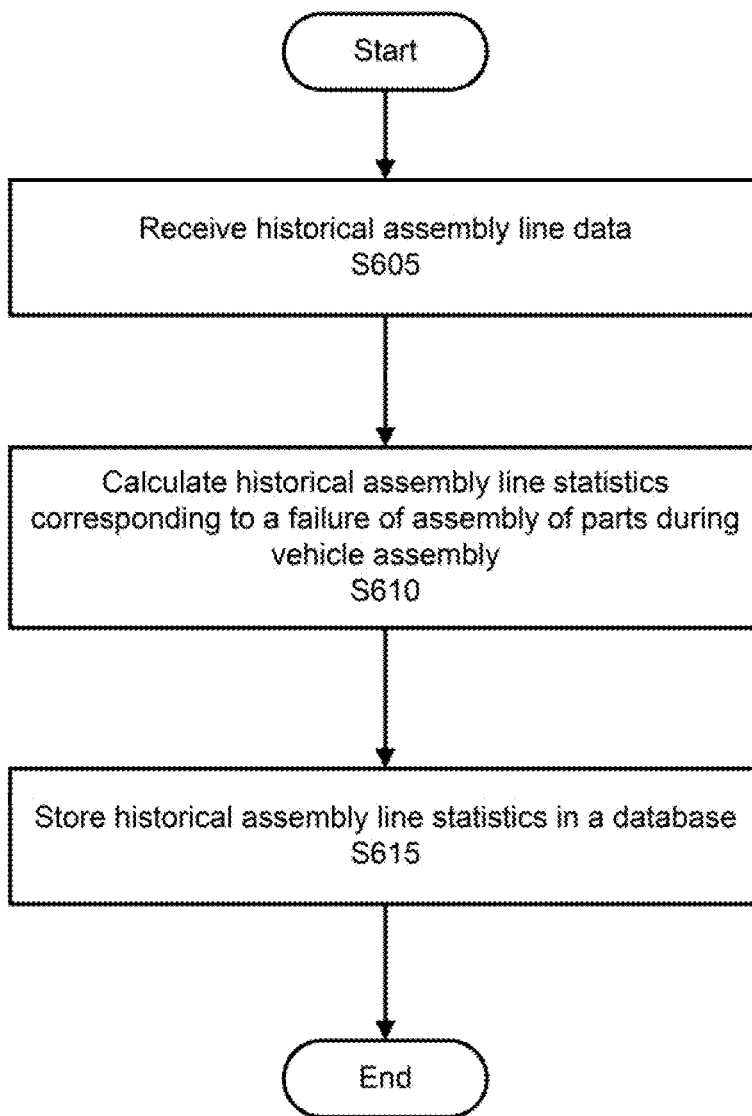 Start
Receive historical assembly line data
S605
Calculate historical assembly line statistics
corresponding to a failure of assembly of parts during
vehicle assembly
S610
Store historical assembly line statistics in a database
S615
End